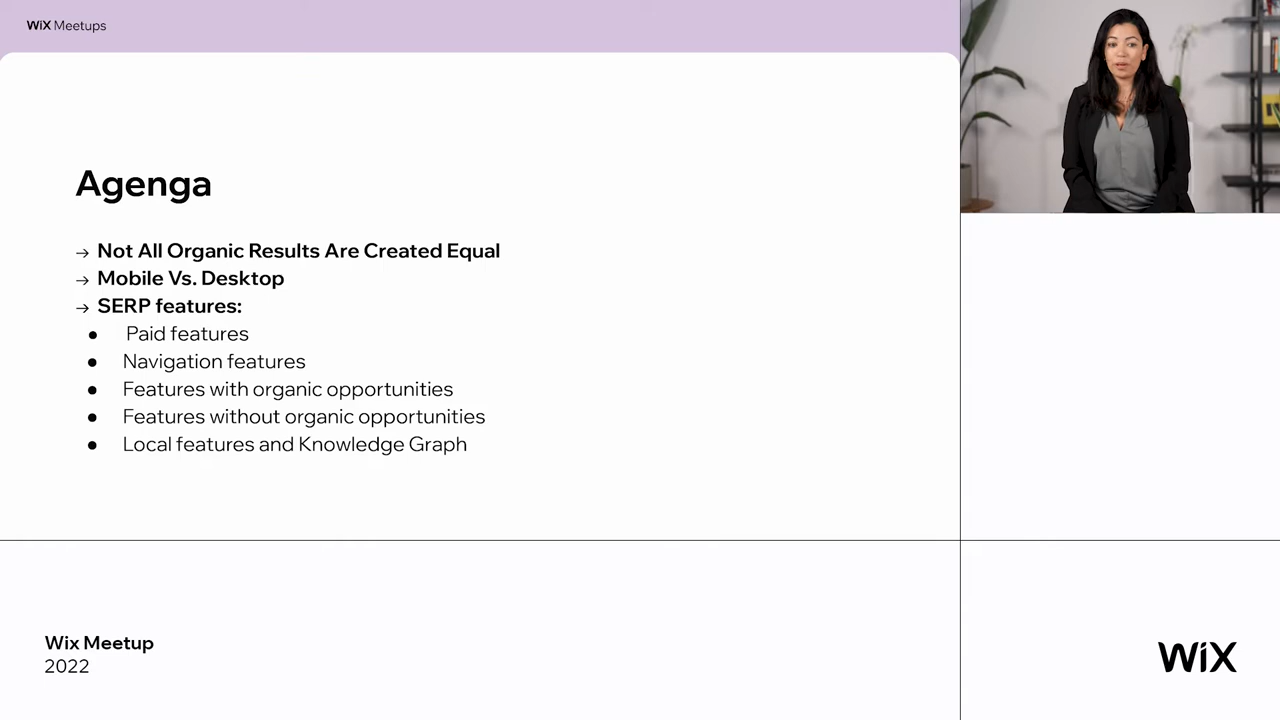 WiX Meetups
Agenga
→ Not All Organic Results Are Created Equal
→ Mobile Vs. Desktop
→ SERP features:
● Paid features
● Navigation features
● Features with organic opportunities
● Features without organic opportunities
● Local features and Knowledge Graph
Wix Meetup
2022
WiX